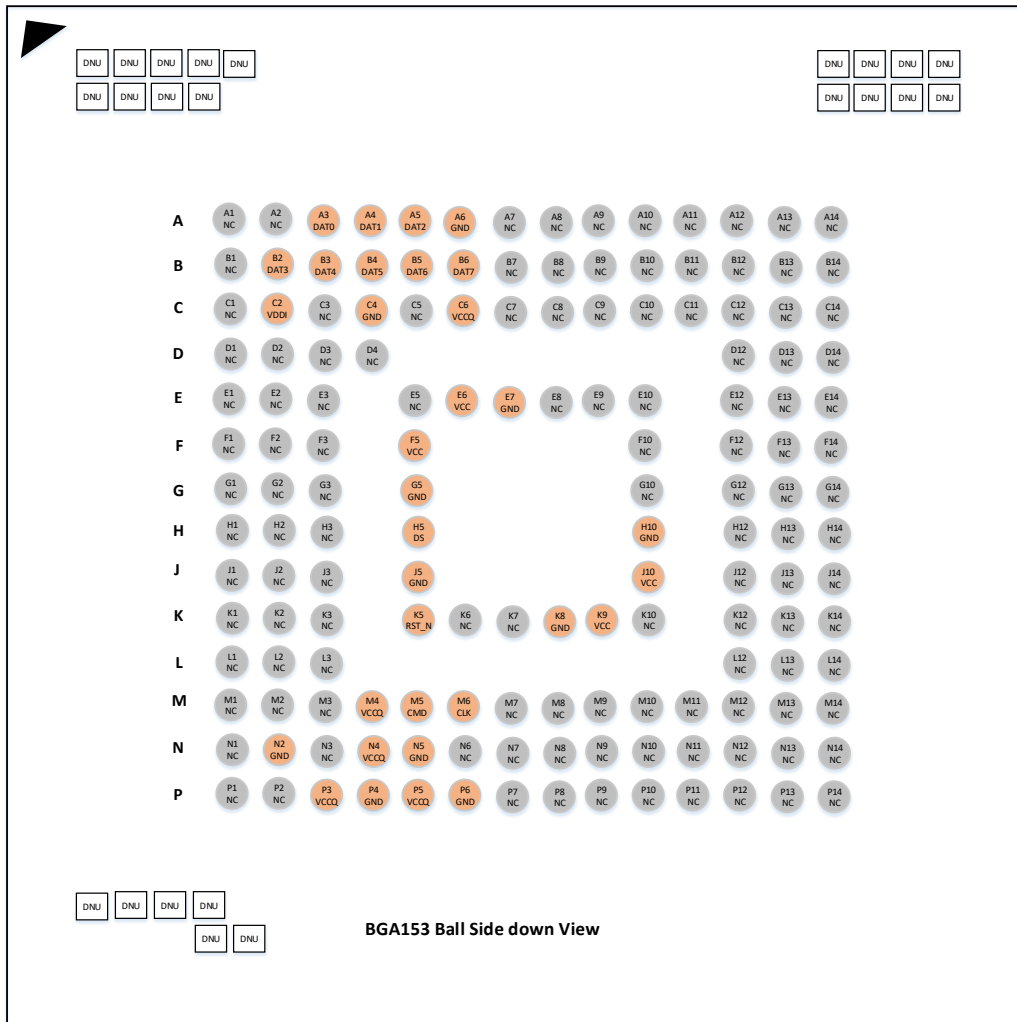 DNU DNU DNU DNU DNU DNU DNU DNU DNU
DNU DNU DNU DNU DNU DNU DNU DNU
A A1 A2 A3 A4 A5 A6 A7 A8 A9 A10 A11 A12 A13 A14
NC NC DAT0 DAT1 DAT2 GND NC NC NC NC NC NC NC NC
B B1 B2 B3 B4 B5 B6 B7 B8 B9 B10 B11 B12 B13 B14
NC DAT3 DAT4 DAT5 DAT6 DAT7 NC NC NC NC NC NC NC NC
C C1 C2 C3 C4 C5 C6 C7 C8 C9 C10 C11 C12 C13 C14
NC VDDI NC GND NC VCCQ NC NC NC NC NC NC NC NC
D D1 D2 D3 D4 D12 D13 D14
NC NC NC NC NC NC NC
E E1 E2 E3 E5 E6 E7 E8 E9 E10 E12 E13 E14
NC NC NC NC VCC GND NC NC NC NC NC NC
F F1 F2 F3 F5 F10 F12 F13 F14
NC NC NC VCC NC NC NC NC
G G1 G2 G3 G5 G10 G12 G13 G14
NC NC NC GND NC NC NC NC
H H1 H2 H3 H5 H10 H12 H13 H14
NC NC NC DS GND NC NC NC
J J1 J2 J3 J5 J10 J12 J13 J14
NC NC NC GND VCC NC NC NC
K K1 K2 K3 K5 K6 K7 K8 K9 K10 K12 K13 K14
NC NC NC RST_N NC NC GND VCC NC NC NC NC
L L1 L2 L3 L12 L13 L14
NC NC NC NC NC NC
M M1 M2 M3 M4 M5 M6 M7 M8 M9 M10 M11 M12 M13 M14
NC NC NC VCCQ CMD CLK NC NC NC NC NC NC NC NC
N N1 N2 N3 N4 N5 N6 N7 N8 N9 N10 N11 N12 N13 N14
NC GND NC VCCQ GND NC NC NC NC NC NC NC NC NC
P P1 P2 P3 P4 P5 P6 P7 P8 P9 P10 P11 P12 P13 P14
NC NC VCCQ GND VCCQ GND NC NC NC NC NC NC NC NC
DNU DNU DNU DNU
DNU DNU
BGA153 Ball Side down View